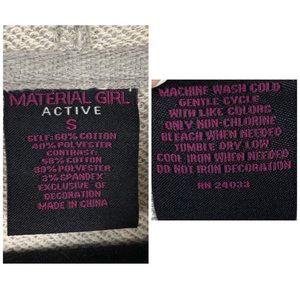 MATERIAL GIRL
ACTIVE
S
SELF: 60% COTTON
40% POLYESTER
CONTRAST:
58% COTTON
39% POLYESTER
3% SPANDEX
EXCLUSIVE OF
DECORATION
MADE IN CHINA
MACHINE WASH COLD
GENTLE CYCLE
WITH LIKE COLORS
ONLY NON-CHLORINE
BLEACH WHEN NEEDED
TUMBLE DRY LOW
COOL IRON WHEN NEEDED
DO NOT IRON DECORATION
RN 24033